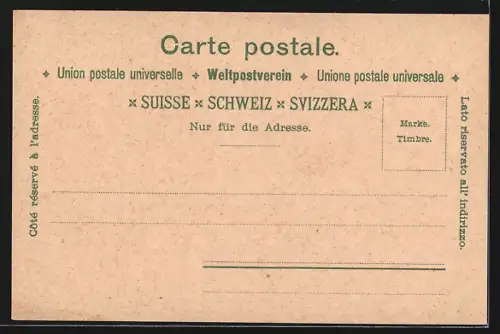 Carte postale.
Union postale universelle ✦ Weltpostverein ✦ Unione postale universale
SUISSE × SCHWEIZ × SVIZZERA
Nur für die Adresse.
Marke.
Timbre.
Côté réservé à l'adresse.
Lato riservato all' indirizzo.